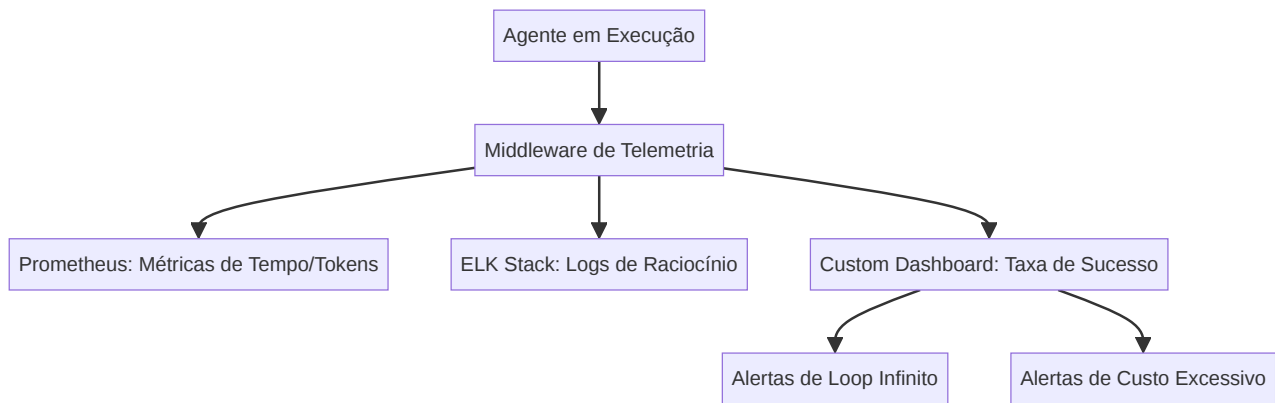 Agente em Execução
Middleware de Telemetria
Prometheus: Métricas de Tempo/Tokens
ELK Stack: Logs de Raciocínio
Custom Dashboard: Taxa de Sucesso
Alertas de Loop Infinito
Alertas de Custo Excessivo